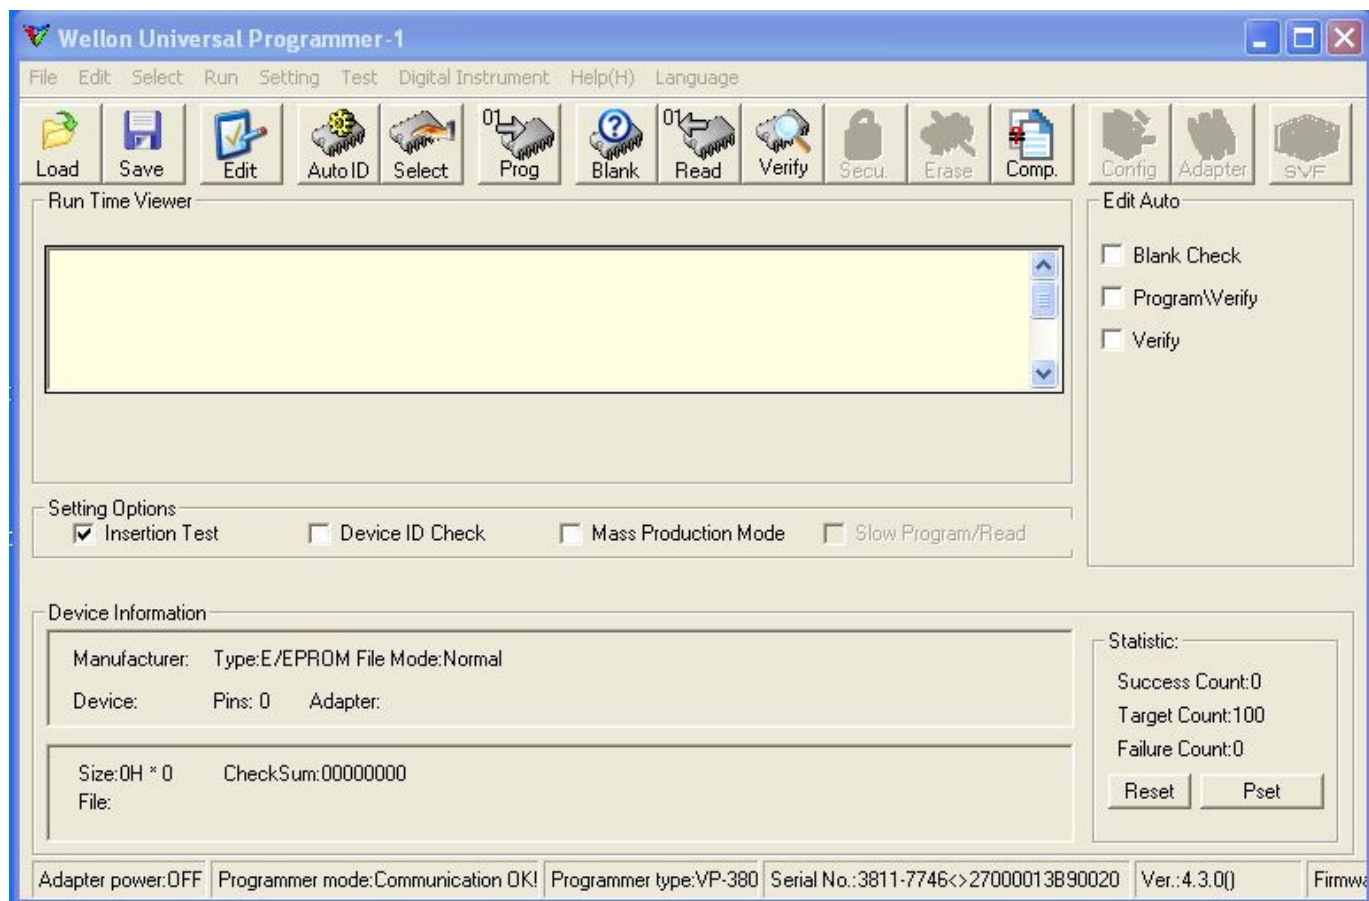 Wellon Universal Programmer-1
File Edit Select Run Setting Test Digital Instrument Help(H) Language
Load Save Edit AutoID Select Prog Blank Read Verify Secu. Erase Comp. Config Adapter SVF
Run Time Viewer
Edit Auto
Blank Check
Program\Verify
Verify
Setting Options
Insertion Test Device ID Check Mass Production Mode Slow Program/Read
Device Information
Manufacturer: Type:E/EPROM File Mode:Normal
Device: Pins: 0 Adapter:
Size:0H * 0 CheckSum:00000000
File:
Statistic:
Success Count:0
Target Count:100
Failure Count:0
Reset Pset
Adapter power:OFF Programmer mode:Communication OK! Programmer type:VP-380 Serial No.:3811-7746<>27000013B90020 Ver.:4.3.0()